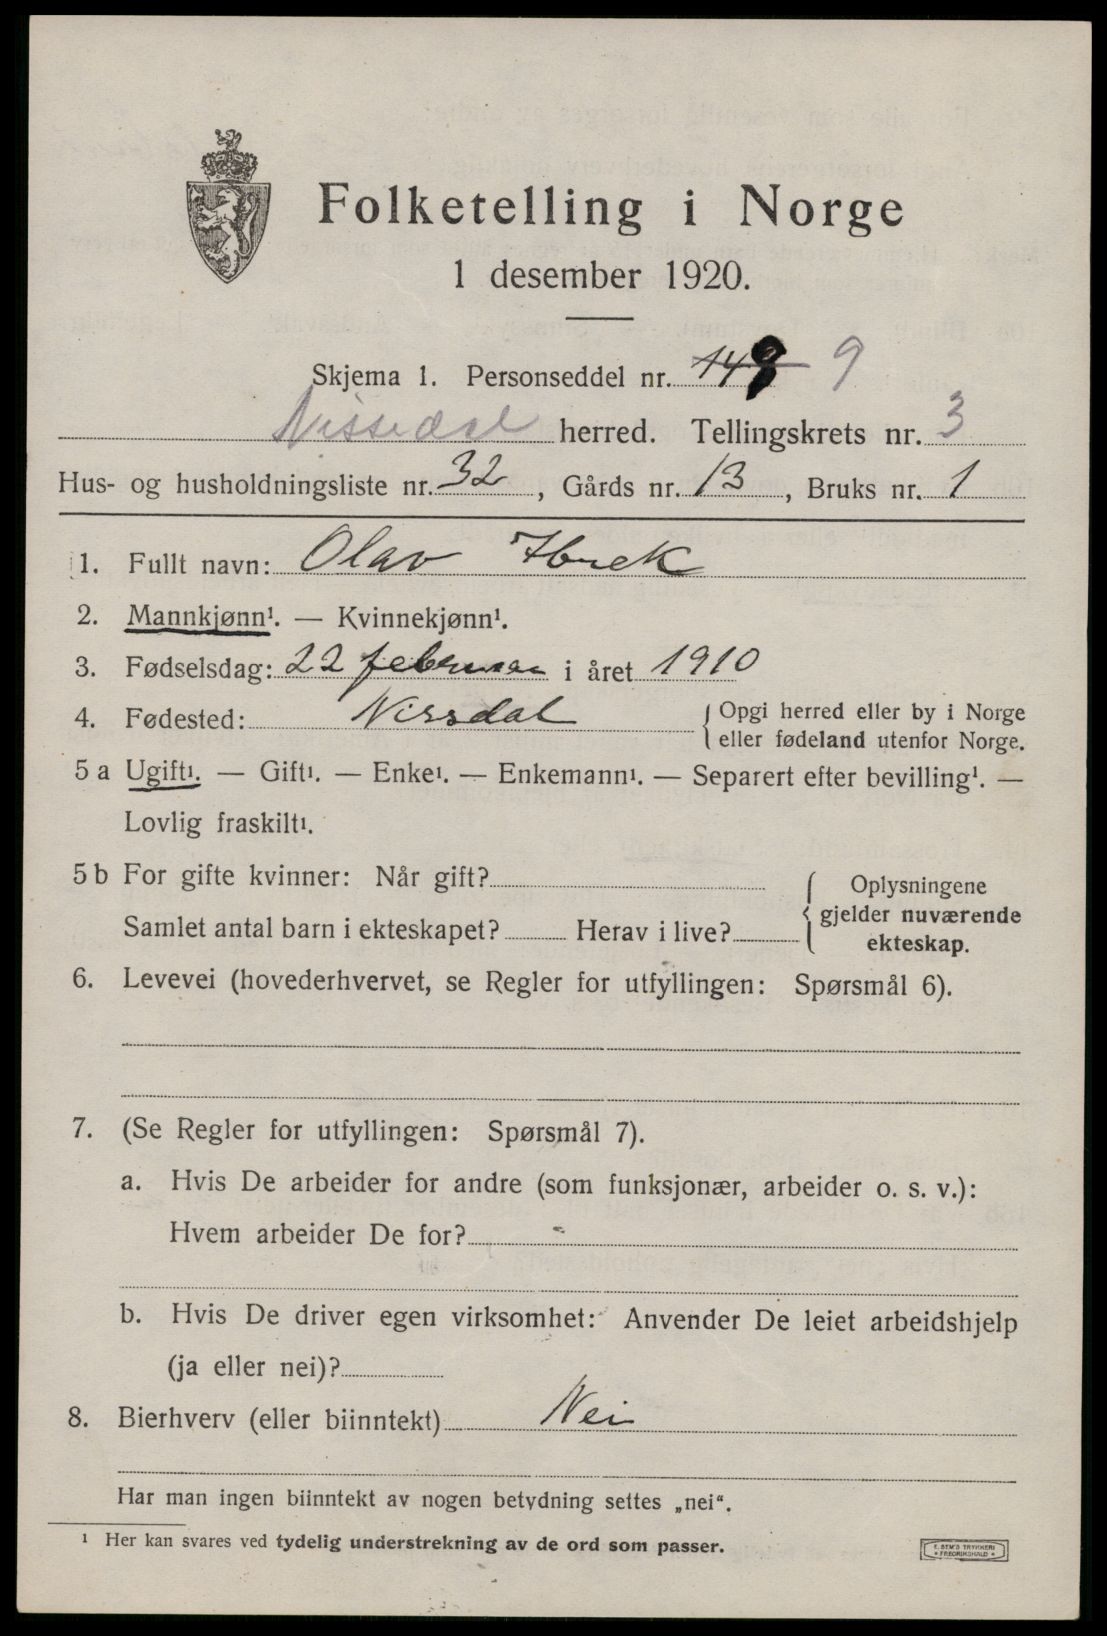 Folketelling i Norge
1 desember 1920.
Skjema 1. Personseddel nr. 9
Nissedal herred. Tellingskrets nr. 3
Hus- og husholdningsliste nr. 32, Gårds nr. 13, Bruks nr. 1
1. Fullt navn: Olav
2. Mannkjønn¹. — Kvinnekjønn¹.
3. Fødselsdag: 22 februar i året 1910
4. Fødested: Nissdal { Opgi herred eller by i Norge
eller fødeland utenfor Norge.
5 a Ugift¹. — Gift¹. — Enke¹. — Enkemann¹. — Separert efter bevilling¹. —
Lovlig fraskilt¹.
5 b For gifte kvinner: Når gift?
Samlet antal barn i ekteskapet? Herav i live?
{ Oplysningene
gjelder nuværende
ekteskap.
6. Levevei (hovederhvervet, se Regler for utfyllingen: Spørsmål 6).
7. (Se Regler for utfyllingen: Spørsmål 7).
a. Hvis De arbeider for andre (som funksjonær, arbeider o. s. v.):
Hvem arbeider De for? -
b. Hvis De driver egen virksomhet: Anvender De leiet arbeidshjelp
(ja eller nei)?
8. Bierhverv (eller biinntekt) Nei
Har man ingen biinntekt av nogen betydning settes „nei“.
¹ Her kan svares ved tydelig understrekning av de ord som passer.
E. SEM'S TRYKKERI
* FREDRIKSHALD *